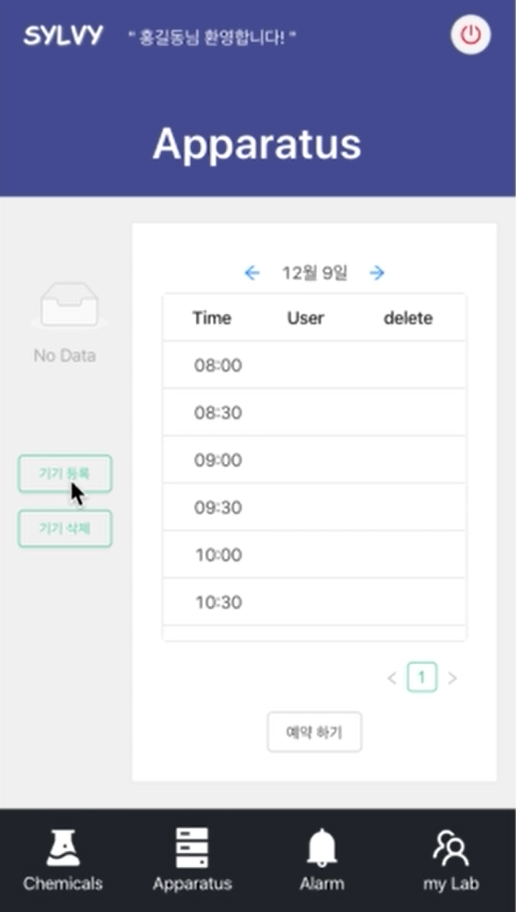 SYLVY
" 홍길동님 환영합니다! "
Apparatus
No Data
기기 등록
기기 삭제
← 12월 9일 →
Time User delete
08:00
08:30
09:00
09:30
10:00
10:30
< 1 >
예약 하기
Chemicals Apparatus Alarm my Lab